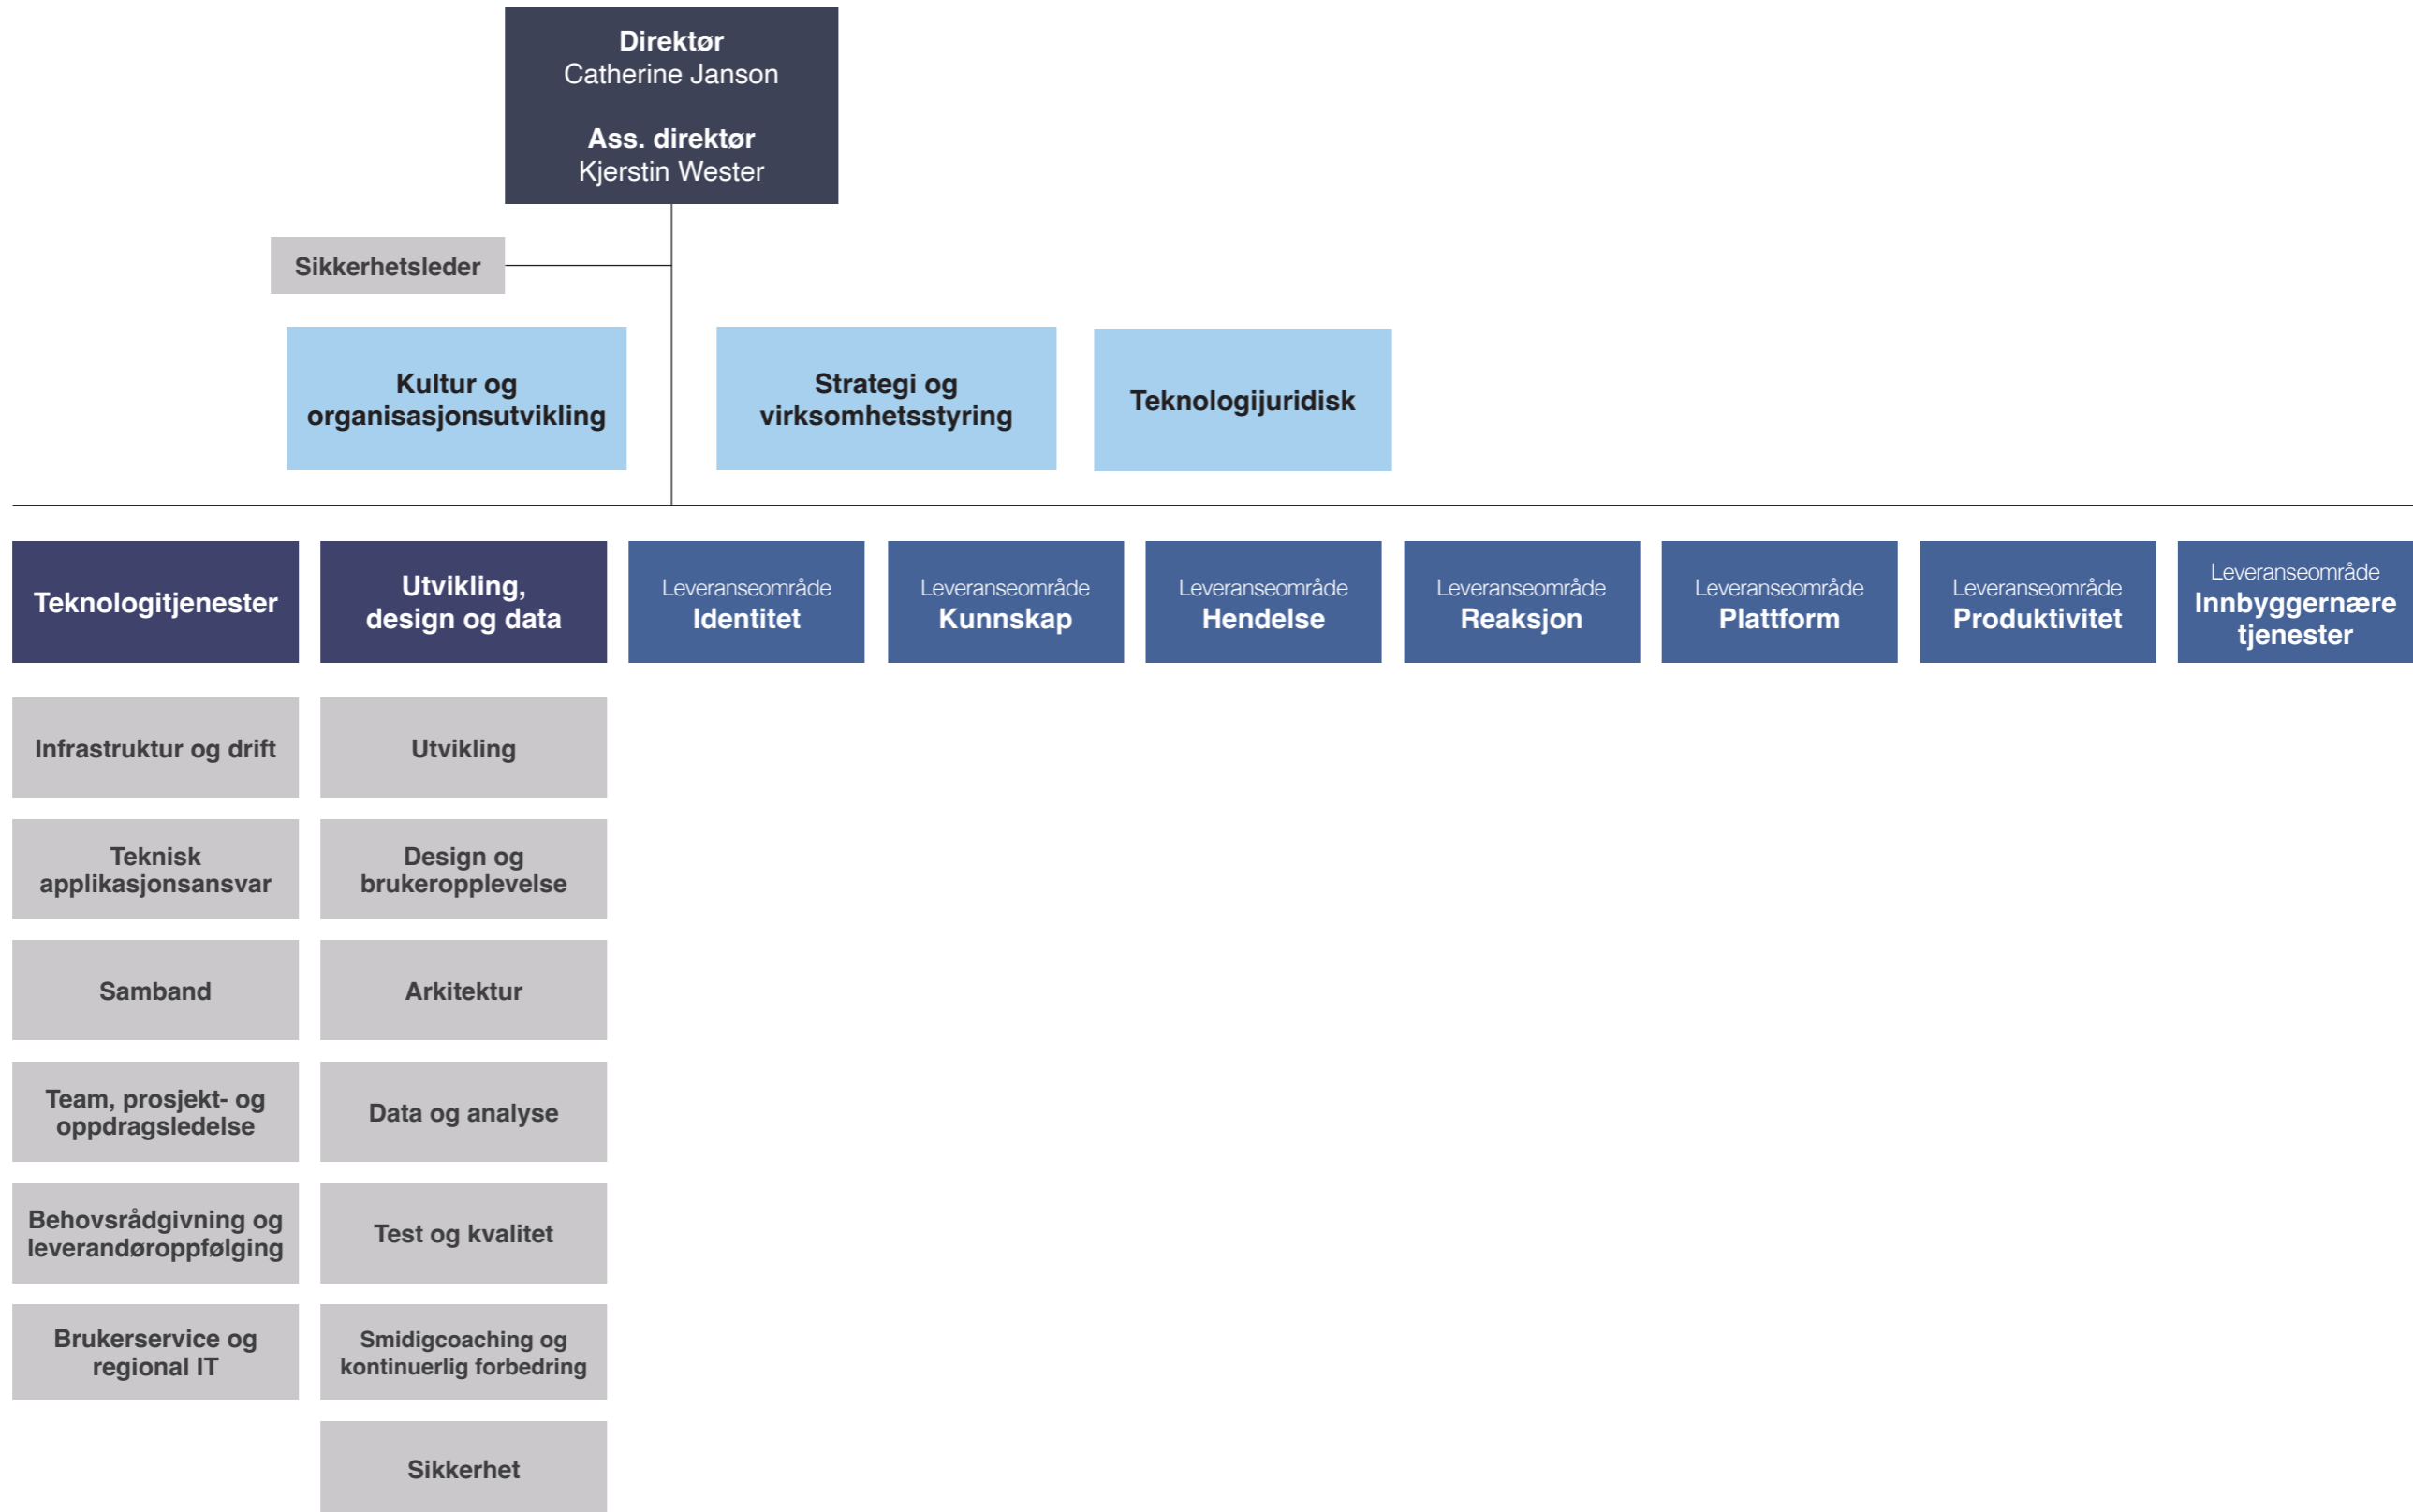 Direktør
Catherine Janson
Ass. direktør
Kjerstin Wester
Sikkerhetsleder
Kultur og
organisasjonsutvikling
Strategi og
virksomhetsstyring
Teknologijuridisk
Teknologitjenester
Utvikling,
design og data
Leveranseområde
Identitet
Leveranseområde
Kunnskap
Leveranseområde
Hendelse
Leveranseområde
Reaksjon
Leveranseområde
Plattform
Leveranseområde
Produktivitet
Leveranseområde
Innbyggernære
tjenester
Infrastruktur og drift
Utvikling
Teknisk
applikasjonsansvar
Design og
brukeropplevelse
Samband
Arkitektur
Team, prosjekt- og
oppdragsledelse
Data og analyse
Behovsrådgivning og
leverandøroppfølging
Test og kvalitet
Brukerservice og
regional IT
Smidigcoaching og
kontinuerlig forbedring
Sikkerhet